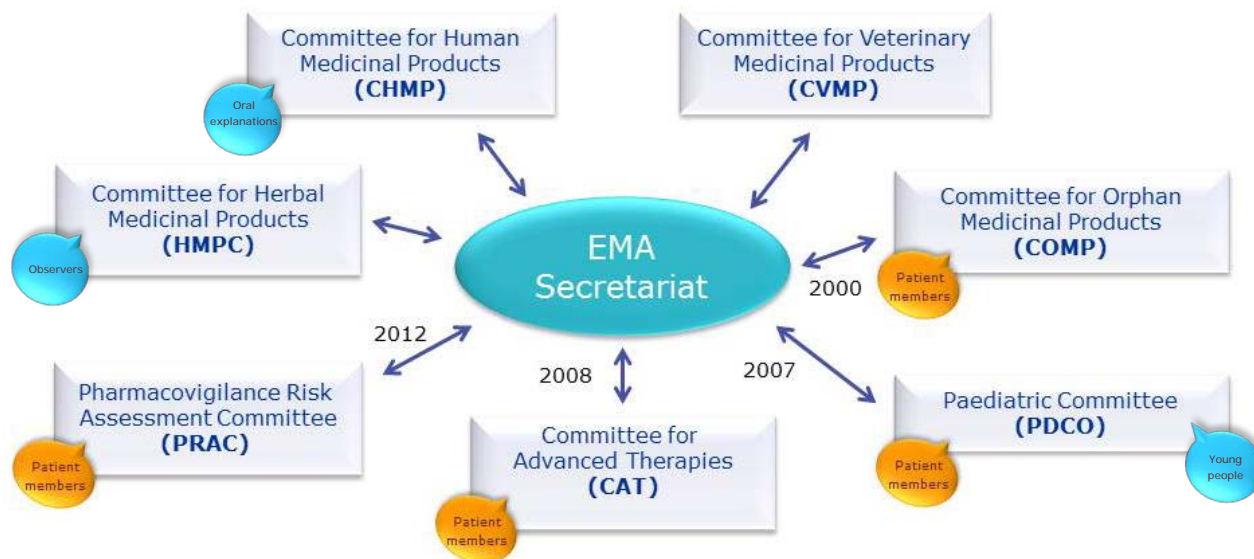 Committee for Human
Medicinal Products
(CHMP)
Oral
explanations
Committee for Veterinary
Medicinal Products
(CVMP)
Committee for Herbal
Medicinal Products
(HMPC)
Observers
EMA
Secretariat
Committee for Orphan
Medicinal Products
(COMP)
Patient
members
2000
2012
2008
2007
Pharmacovigilance Risk
Assessment Committee
(PRAC)
Patient
members
Committee for
Advanced Therapies
(CAT)
Patient
members
Paediatric Committee
(PDCO)
Patient
members
Young
people